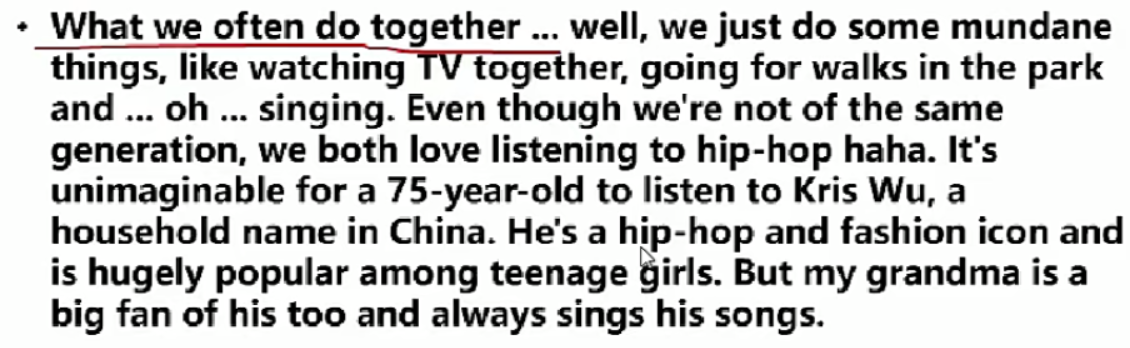 • What we often do together ... well, we just do some mundane
things, like watching TV together, going for walks in the park
and ... oh ... singing. Even though we're not of the same
generation, we both love listening to hip-hop haha. It's
unimaginable for a 75-year-old to listen to Kris Wu, a
household name in China. He's a hip-hop and fashion icon and
is hugely popular among teenage girls. But my grandma is a
big fan of his too and always sings his songs.